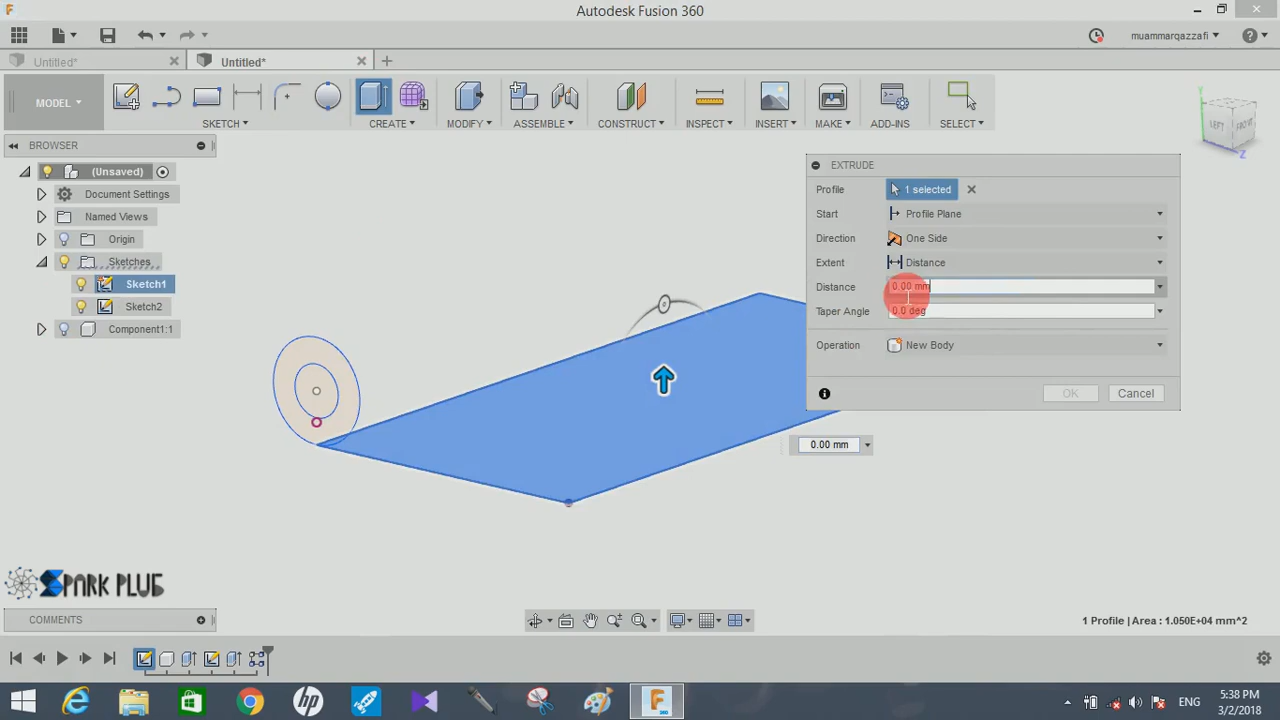 Autodesk Fusion 360
muammarqazzafi
Untitled*
Untitled*
MODEL
SKETCH
CREATE
MODIFY
ASSEMBLE
CONSTRUCT
INSPECT
INSERT
MAKE
ADD-INS
SELECT
LEFT
FRONT
Y
Z
BROWSER
(Unsaved)
Document Settings
Named Views
Origin
Sketches
Sketch1
Sketch2
Component1:1
EXTRUDE
Profile 1 selected
Start Profile Plane
Direction One Side
Extent Distance
Distance 0.00 mm
Taper Angle 0.0 deg
Operation New Body
OK Cancel
0.00 mm
SPARK PLUG
COMMENTS
1 Profile | Area : 1.050E+04 mm^2
ENG
5:38 PM
3/2/2018